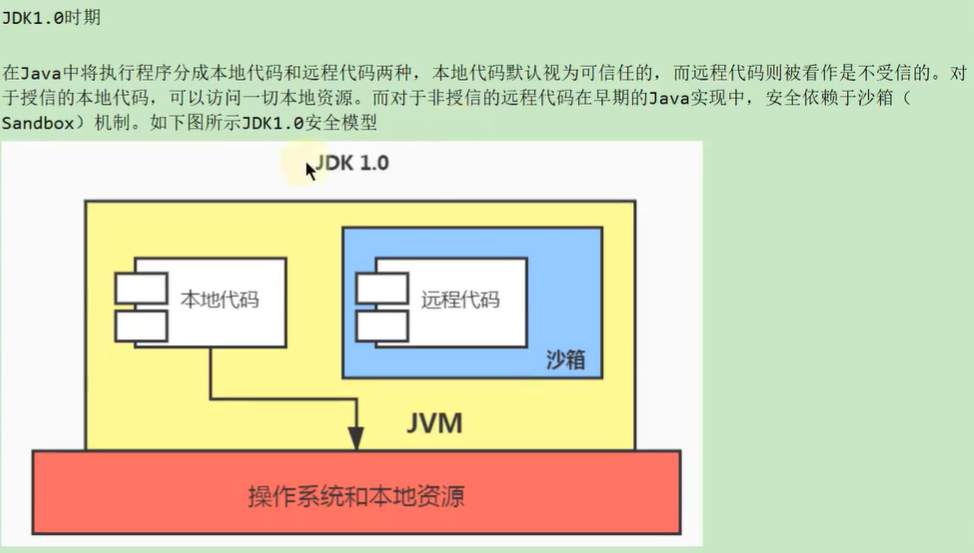 JDK1.0时期
在Java中将执行程序分成本地代码和远程代码两种，本地代码默认视为可信任的，而远程代码则被看作是不受信的。对
于授信的本地代码，可以访问一切本地资源。而对于非授信的远程代码在早期的Java实现中，安全依赖于沙箱（
Sandbox）机制。如下图所示JDK1.0安全模型
JDK 1.0
本地代码
远程代码
沙箱
JVM
操作系统和本地资源